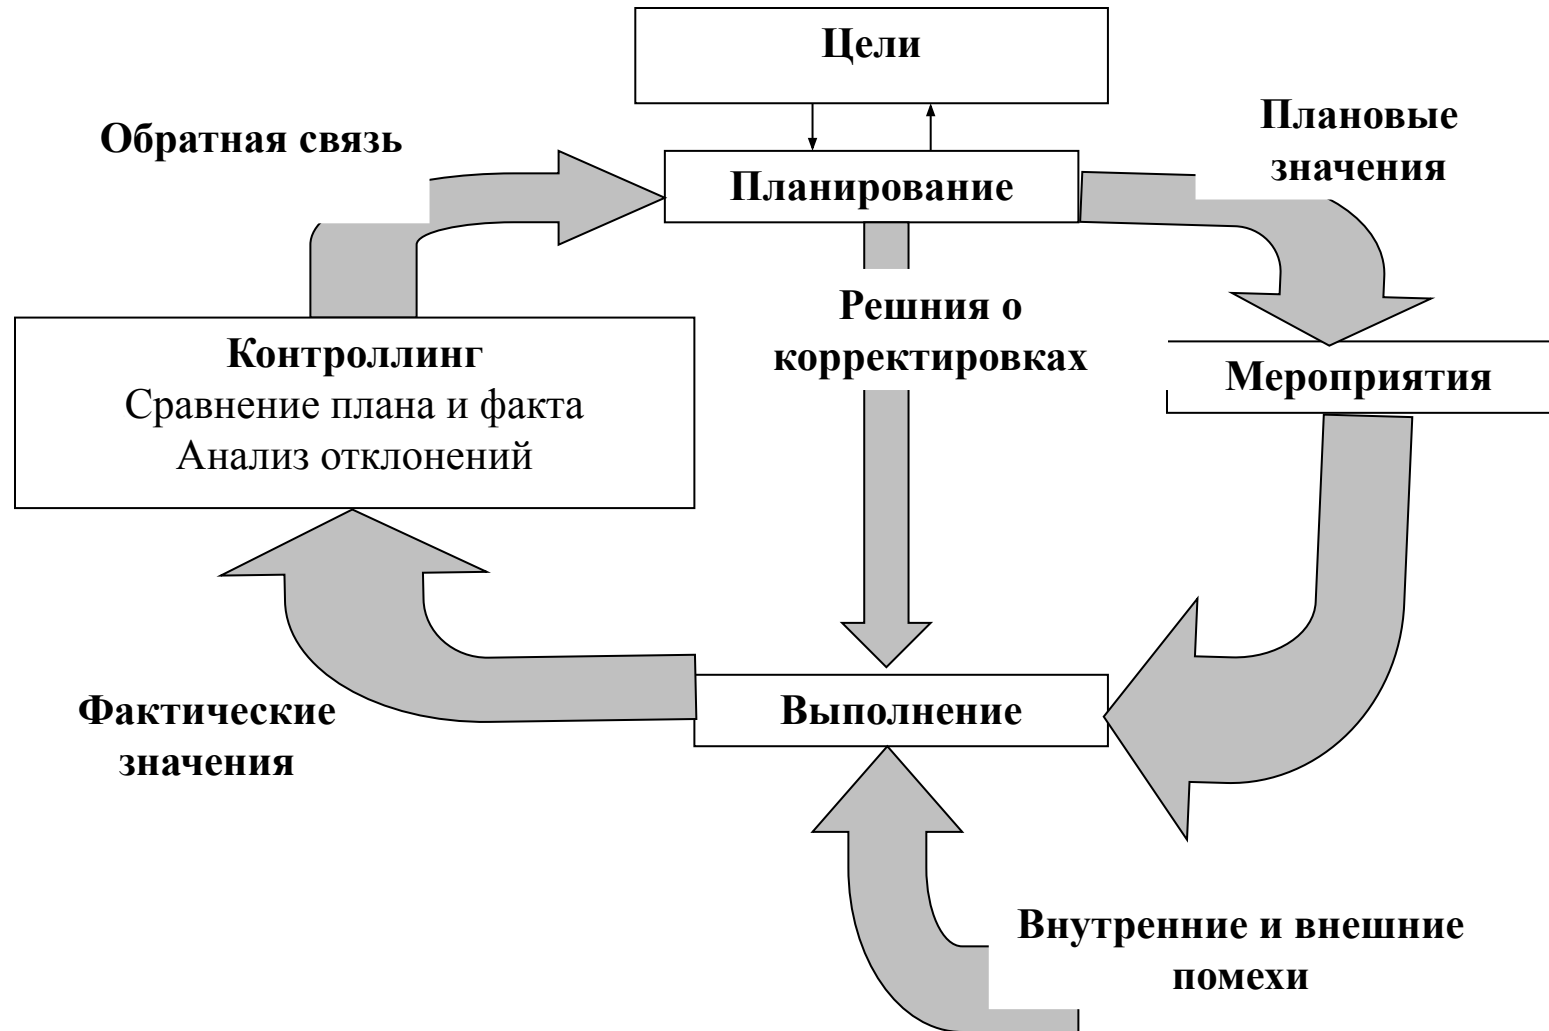 Цели
Обратная связь
Плановые
значения
Планирование
Решния о
корректировках
Контроллинг
Сравнение плана и факта
Анализ отклонений
Мероприятия
Фактические
значения
Выполнение
Внутренние и внешние
помехи